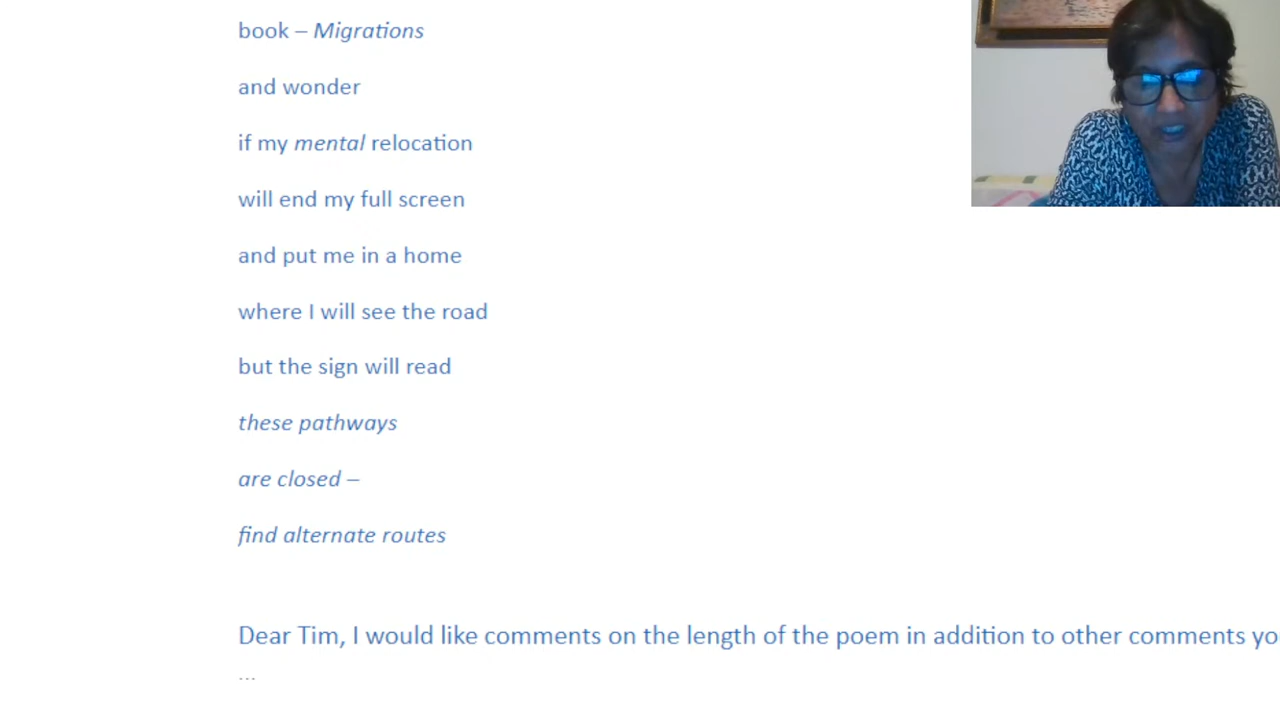 book – Migrations
and wonder
if my mental relocation
will end my full screen
and put me in a home
where I will see the road
but the sign will read
these pathways
are closed –
find alternate routes
Dear Tim, I would like comments on the length of the poem in addition to other comments yo
...